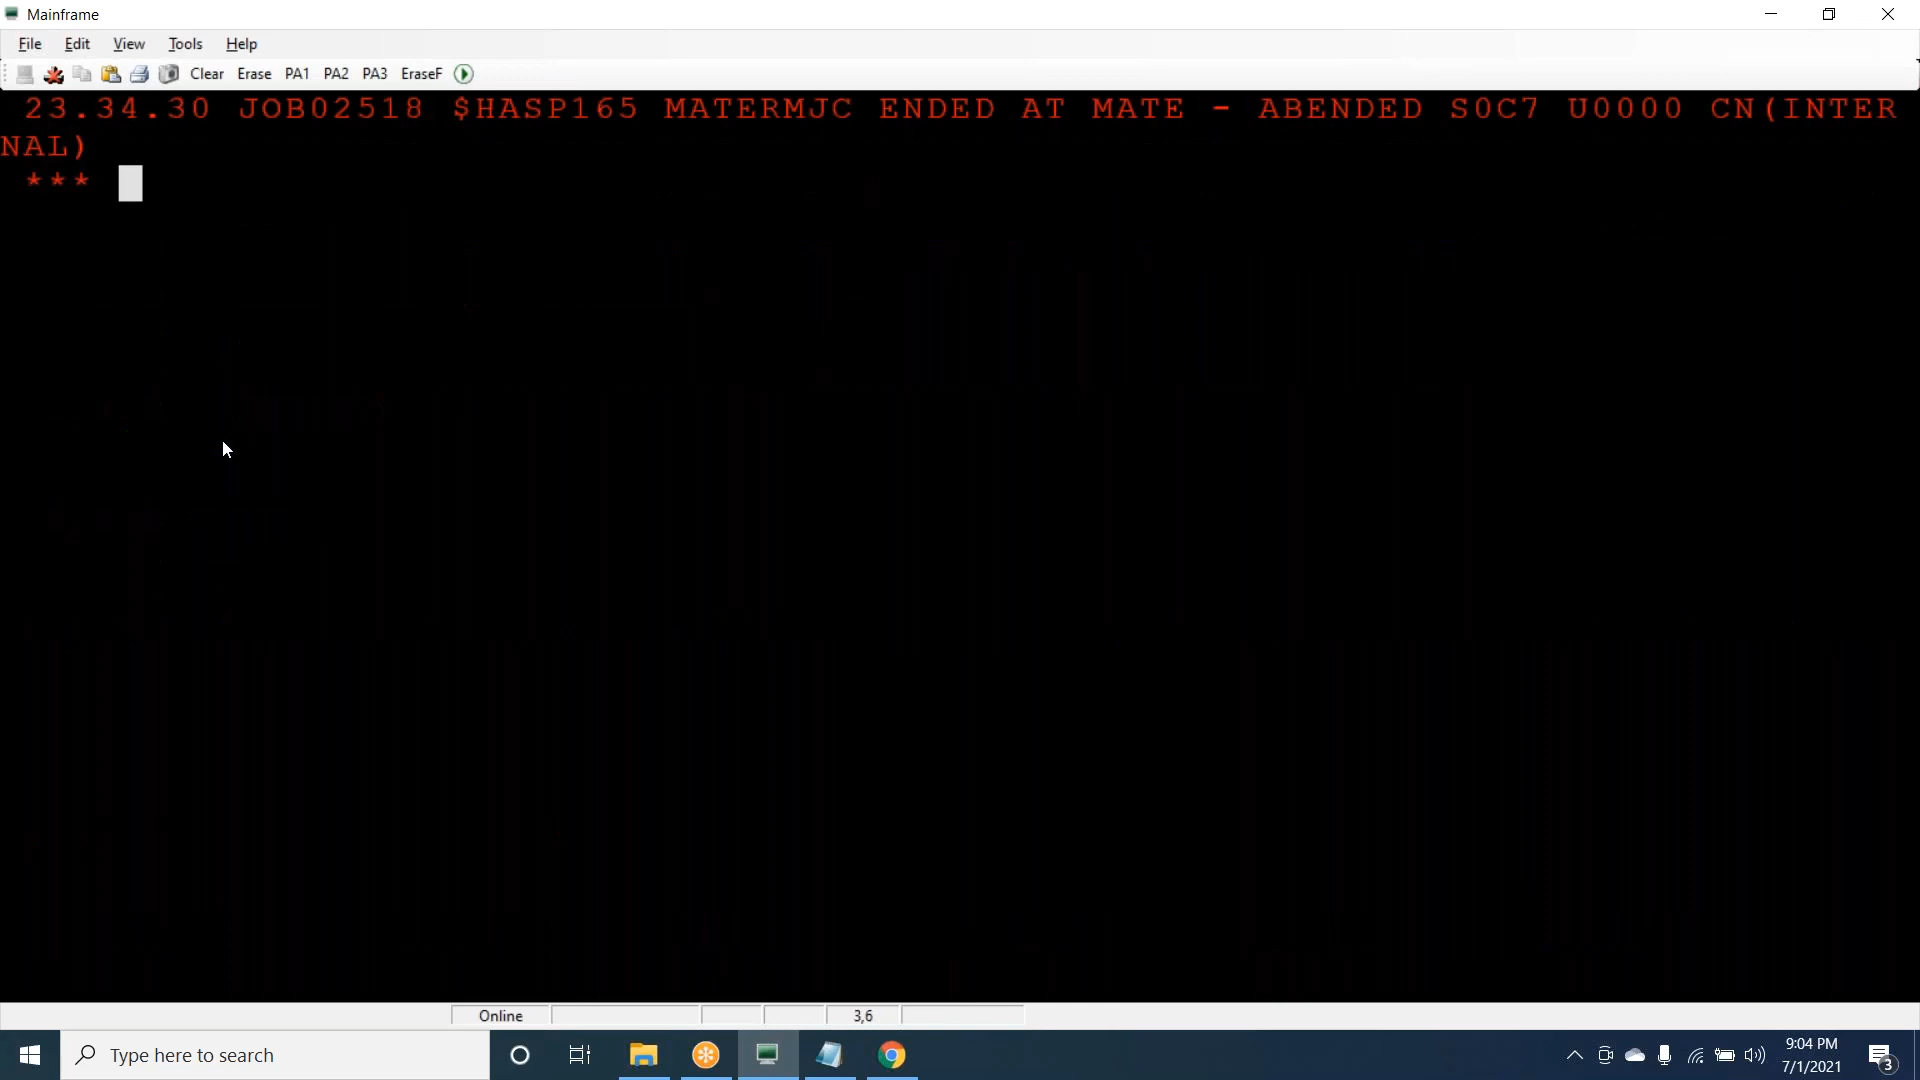 Mainframe
File Edit View Tools Help
Clear Erase PA1 PA2 PA3 EraseF
23.34.30 JOB02518 $HASP165 MATERMJC ENDED AT MATE - ABENDED S0C7 U0000 CN(INTER
NAL)
***
Online 3,6
Type here to search
9:04 PM
7/1/2021
3